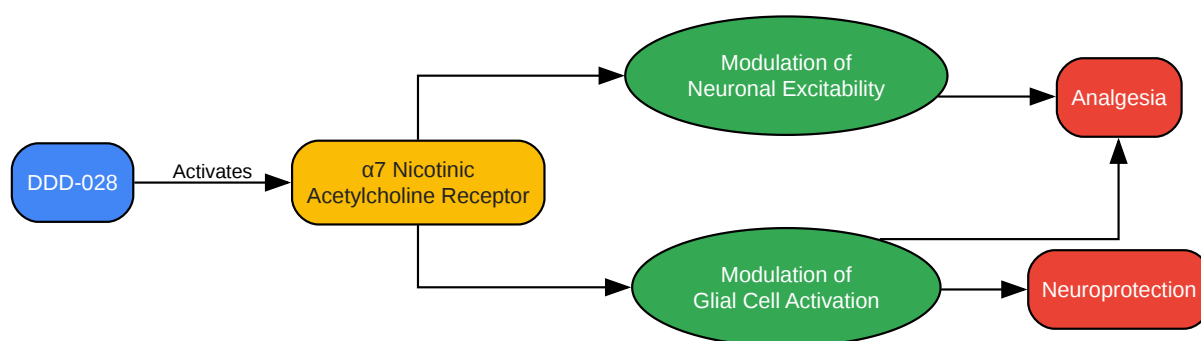 DDD-028
Activates
α7 Nicotinic
Acetylcholine Receptor
Modulation of
Neuronal Excitability
Analgesia
Modulation of
Glial Cell Activation
Neuroprotection